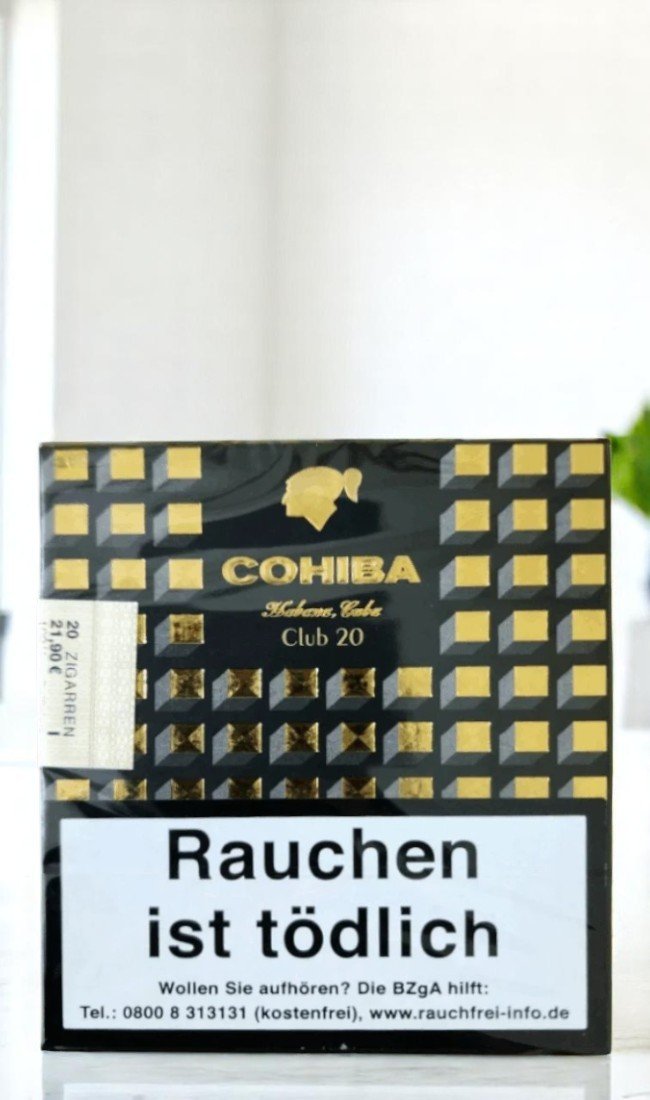 COHIBA
Habana, Cuba
Club 20
20 ZIGARREN
21,90 €
Rauchen
ist tödlich
Wollen Sie aufhören? Die BZgA hilft:
Tel.: 0800 8 313131 (kostenfrei), www.rauchfrei-info.de